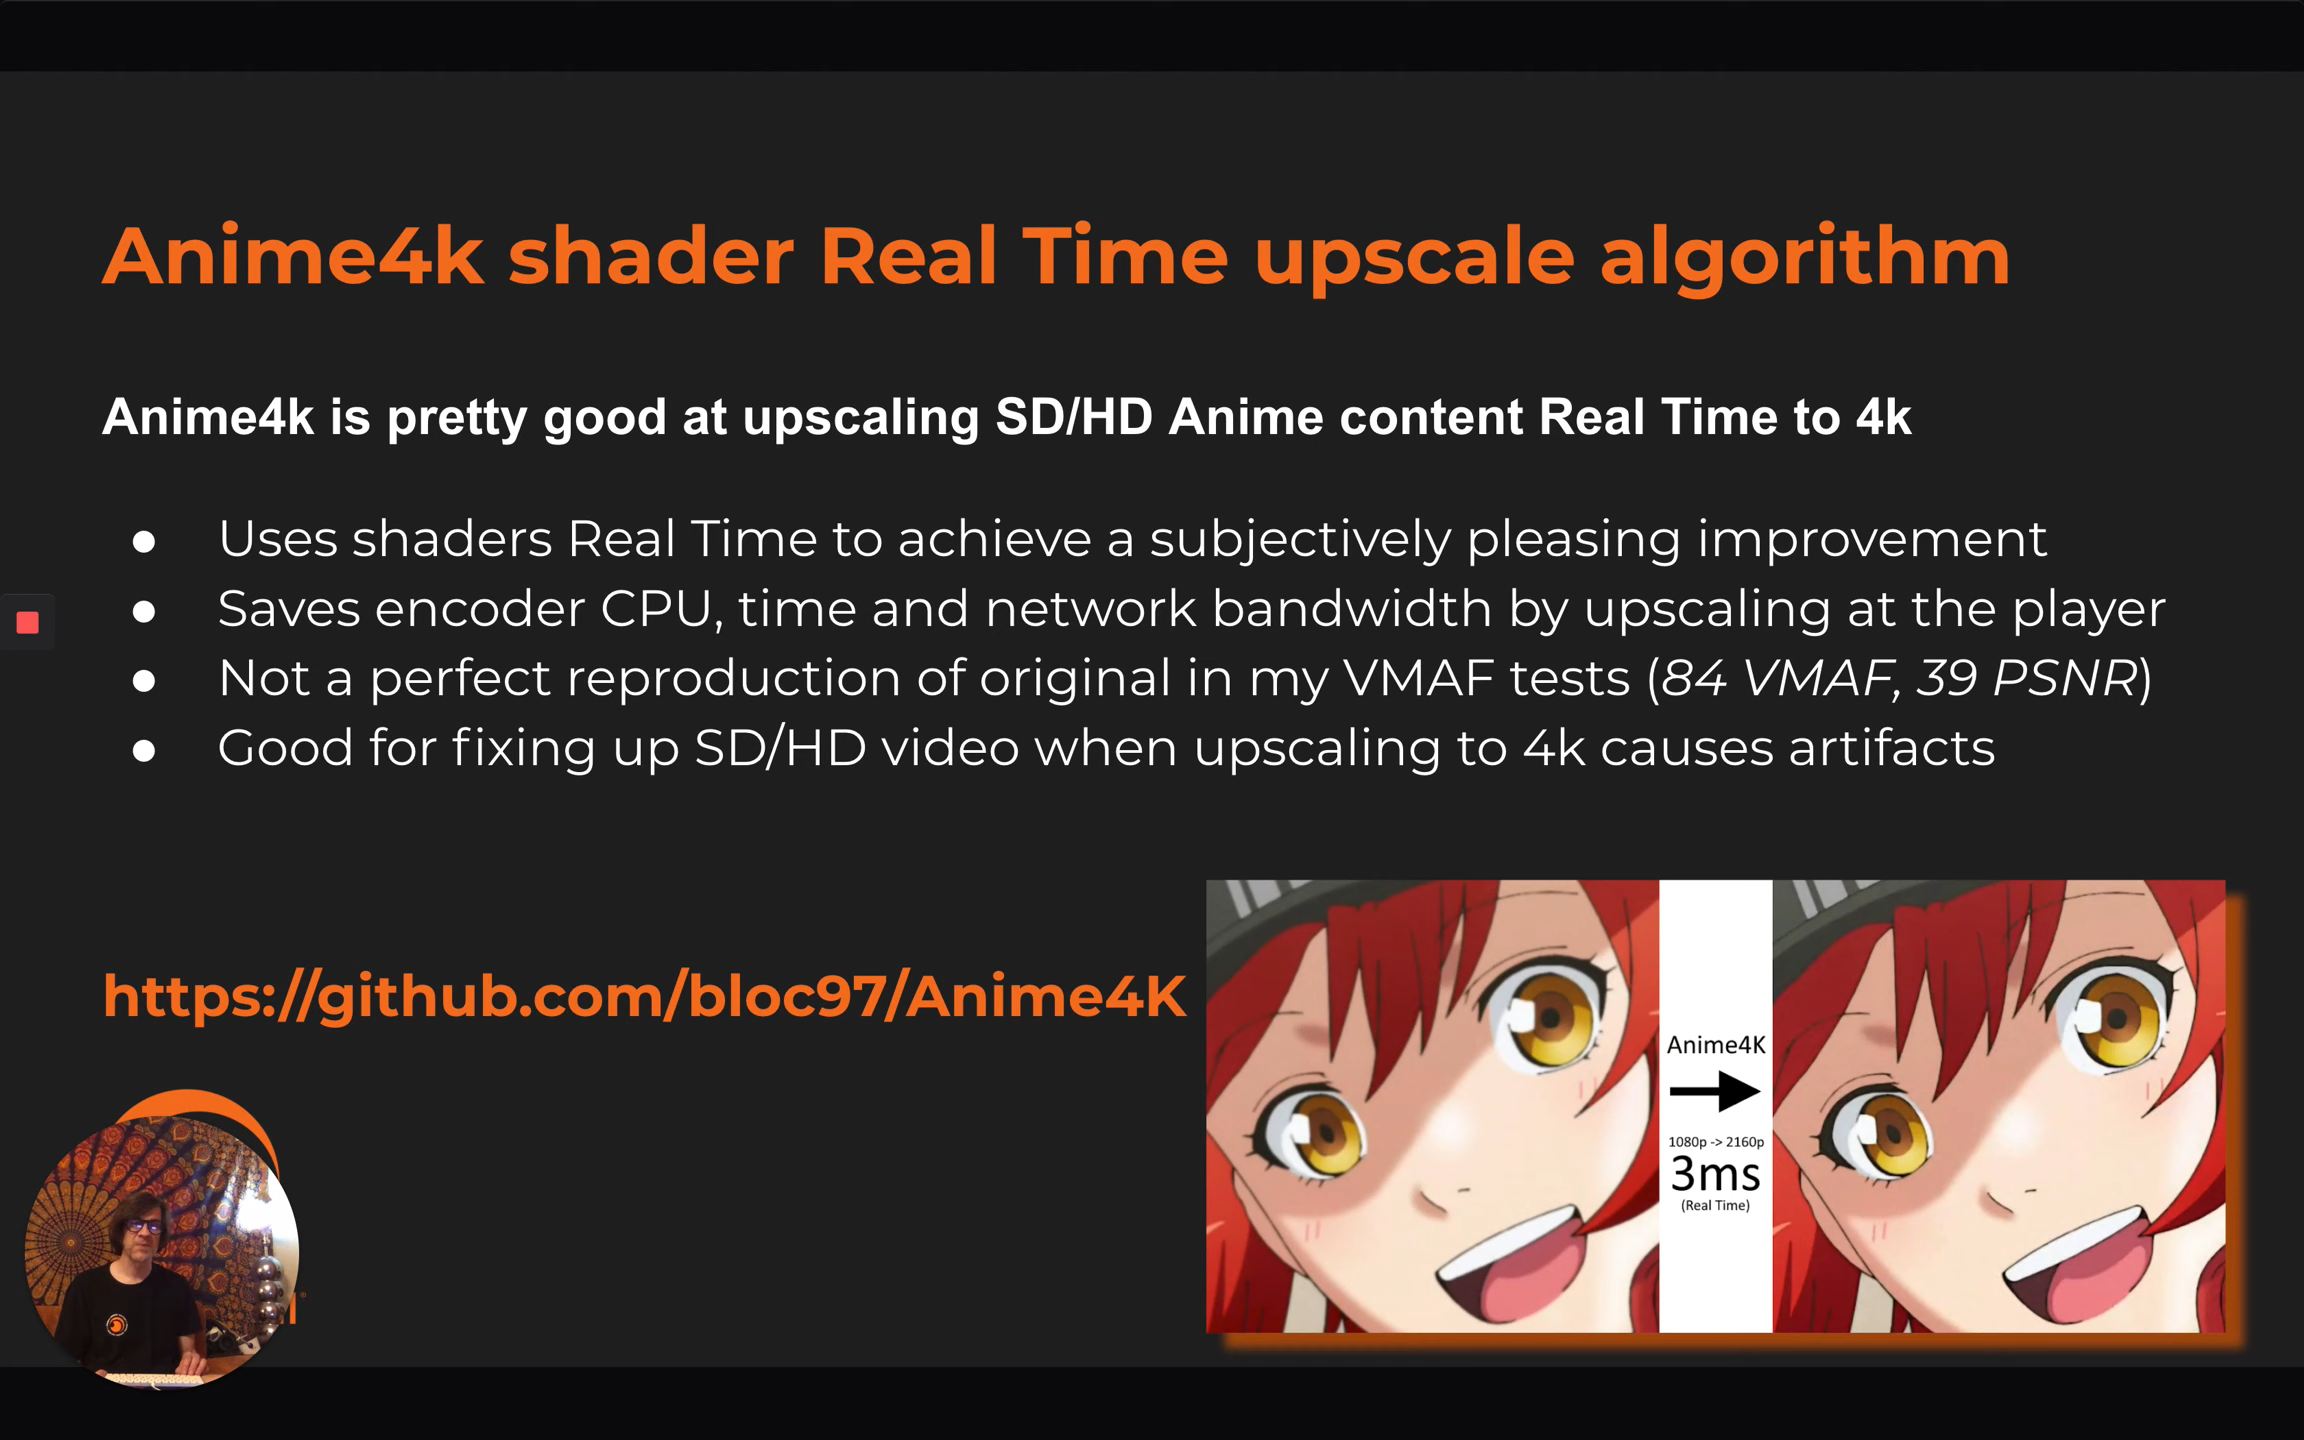 Anime4k shader Real Time upscale algorithm
Anime4k is pretty good at upscaling SD/HD Anime content Real Time to 4k
● Uses shaders Real Time to achieve a subjectively pleasing improvement
● Saves encoder CPU, time and network bandwidth by upscaling at the player
● Not a perfect reproduction of original in my VMAF tests (84 VMAF, 39 PSNR)
● Good for fixing up SD/HD video when upscaling to 4k causes artifacts
https://github.com/bloc97/Anime4K
Anime4K
1080p -> 2160p
3ms
(Real Time)